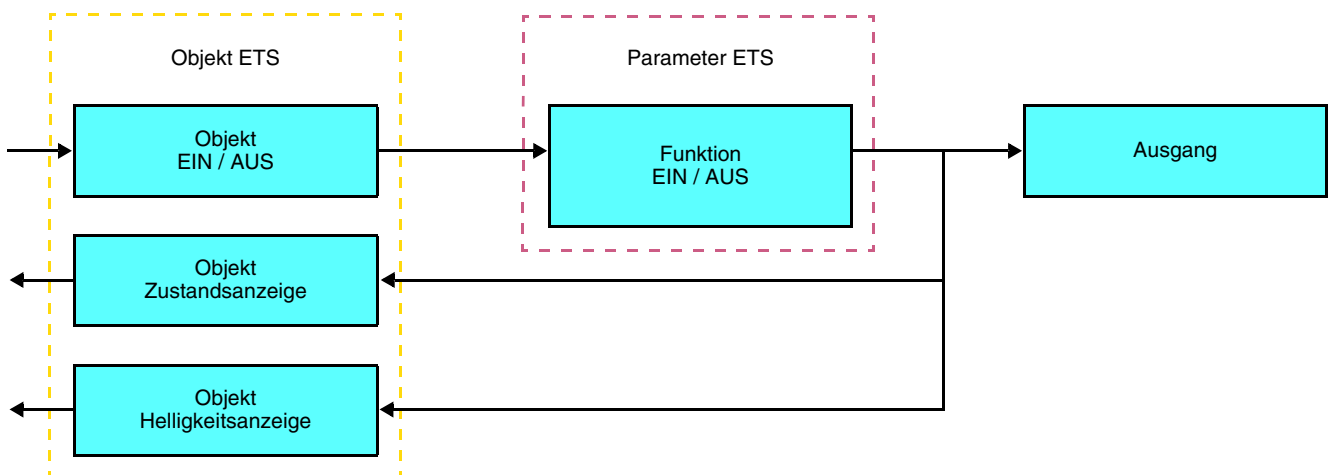 Objekt ETS
Parameter ETS
Objekt
EIN / AUS
Funktion
EIN / AUS
Ausgang
Objekt
Zustandsanzeige
Objekt
Helligkeitsanzeige